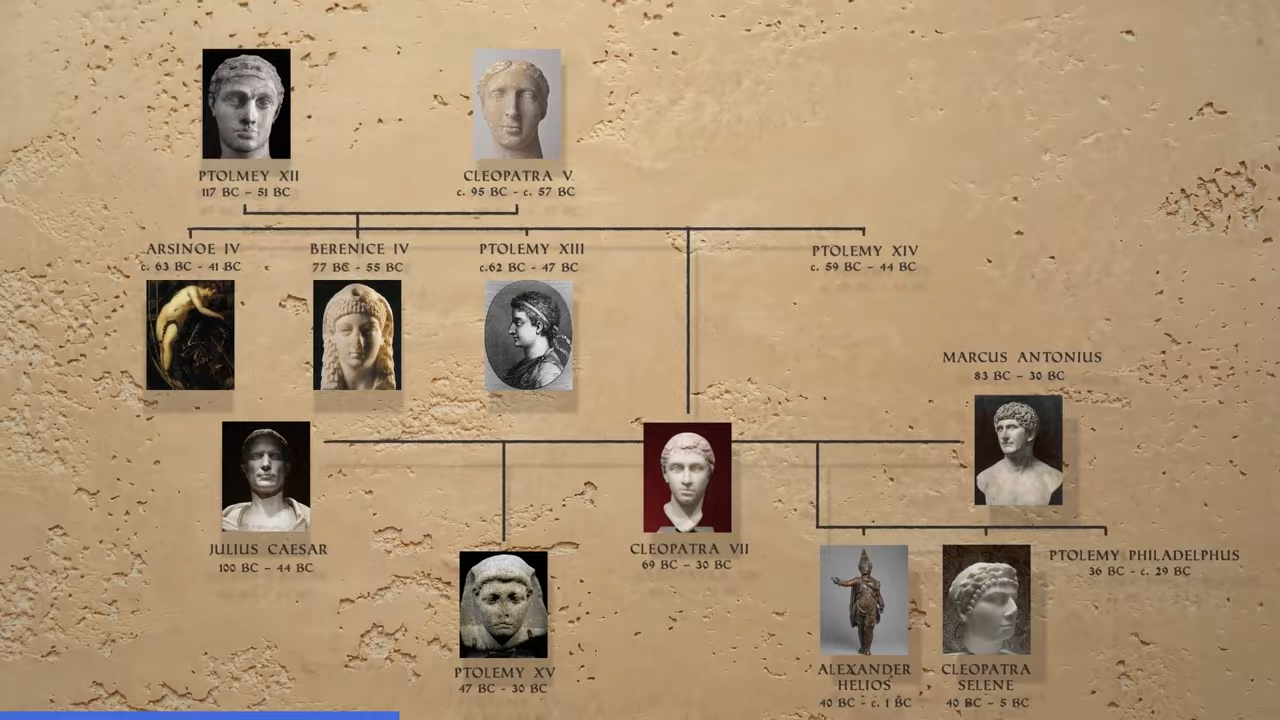 PTOLMEY XII
117 BC – 51 BC
CLEOPATRA V
c. 95 BC - c. 57 BC
ARSINOE IV
c. 63 BC - 41 BC
BERENICE IV
77 BC - 55 BC
PTOLEMY XIII
c.62 BC - 47 BC
PTOLEMY XIV
c. 59 BC – 44 BC
MARCUS ANTONIUS
83 BC – 30 BC
JULIUS CAESAR
100 BC – 44 BC
CLEOPATRA VII
69 BC – 30 BC
PTOLEMY PHILADELPHUS
36 BC - c. 29 BC
PTOLEMY XV
47 BC - 30 BC
ALEXANDER
HELIOS
40 BC - c. 1 BC
CLEOPATRA
SELENE
40 BC - 5 BC